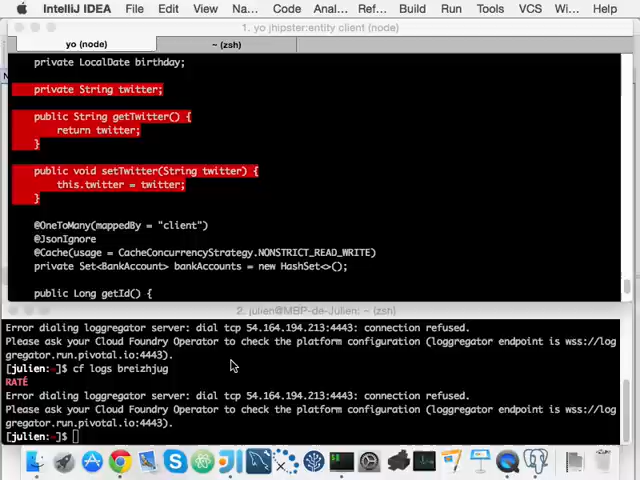 IntelliJ IDEA File Edit View Na... Code Anal... Ref... Build Run Tools VCS Wi... Help
1. yo jhipster:entity client (node)
yo (node) ~ (zsh)
private LocalDate birthday;
private String twitter;
public String getTwitter() {
return twitter;
}
public void setTwitter(String twitter) {
this.twitter = twitter;
}
@OneToMany(mappedBy = "client")
@JsonIgnore
@Cache(usage = CacheConcurrencyStrategy.NONSTRICT_READ_WRITE)
private Set<BankAccount> bankAccounts = new HashSet<>();
public Long getId() {
2. julien@MBP-de-Julien: ~ (zsh)
Error dialing loggregator server: dial tcp 54.164.194.213:4443: connection refused.
Please ask your Cloud Foundry Operator to check the platform configuration (loggregator endpoint is wss://log
gregator.run.pivotal.io:4443).
[julien:~]$ cf logs breizhjug
RATÉ
Error dialing loggregator server: dial tcp 54.164.194.213:4443: connection refused.
Please ask your Cloud Foundry Operator to check the platform configuration (loggregator endpoint is wss://log
gregator.run.pivotal.io:4443).
[julien:~]$